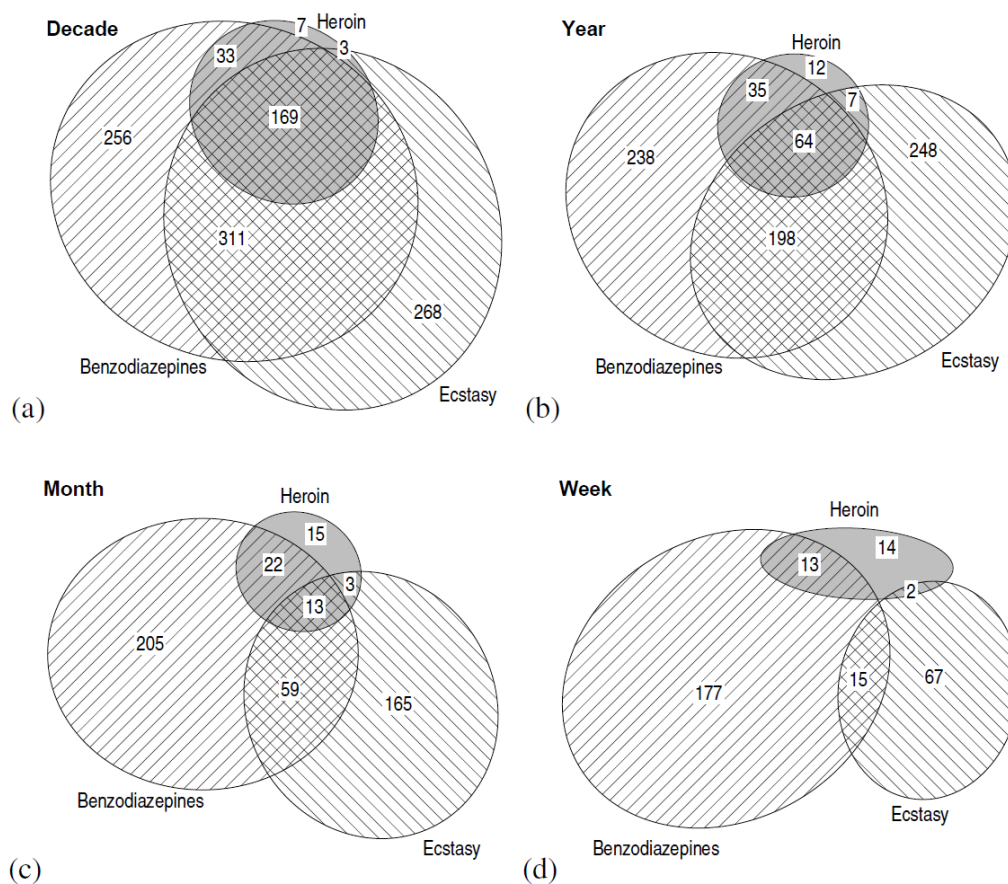 Decade
Heroin
7
3
33
169
256
311
268
Benzodiazepines
Ecstasy
(a)
Year
Heroin
12
35
7
64
238
248
198
Benzodiazepines
Ecstasy
(b)
Month
Heroin
15
22
3
13
205
59
165
Benzodiazepines
Ecstasy
(c)
Week
Heroin
14
13
2
177
15
67
Ecstasy
Benzodiazepines
(d)